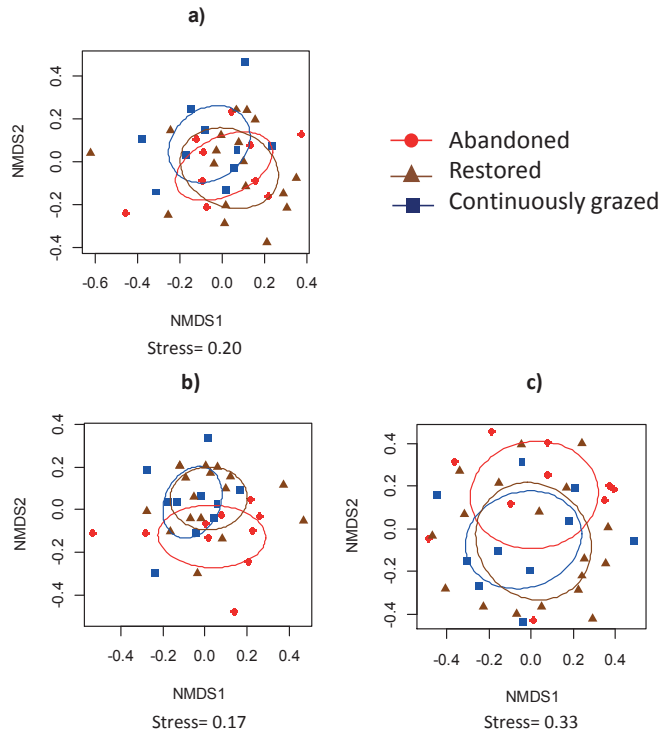 a)
NMDS2
0.4
0.2
0.0
-0.2
-0.4
-0.6 -0.4 -0.2 0.0 0.2 0.4
NMDS1
Stress= 0.20
Abandoned
Restored
Continuously grazed
b)
NMDS2
0.4
0.2
0.0
-0.2
-0.4
-0.4 -0.2 0.0 0.2 0.4
NMDS1
Stress= 0.17
c)
NMDS2
0.4
0.2
0.0
-0.2
-0.4
-0.4 -0.2 0.0 0.2 0.4
NMDS1
Stress= 0.33